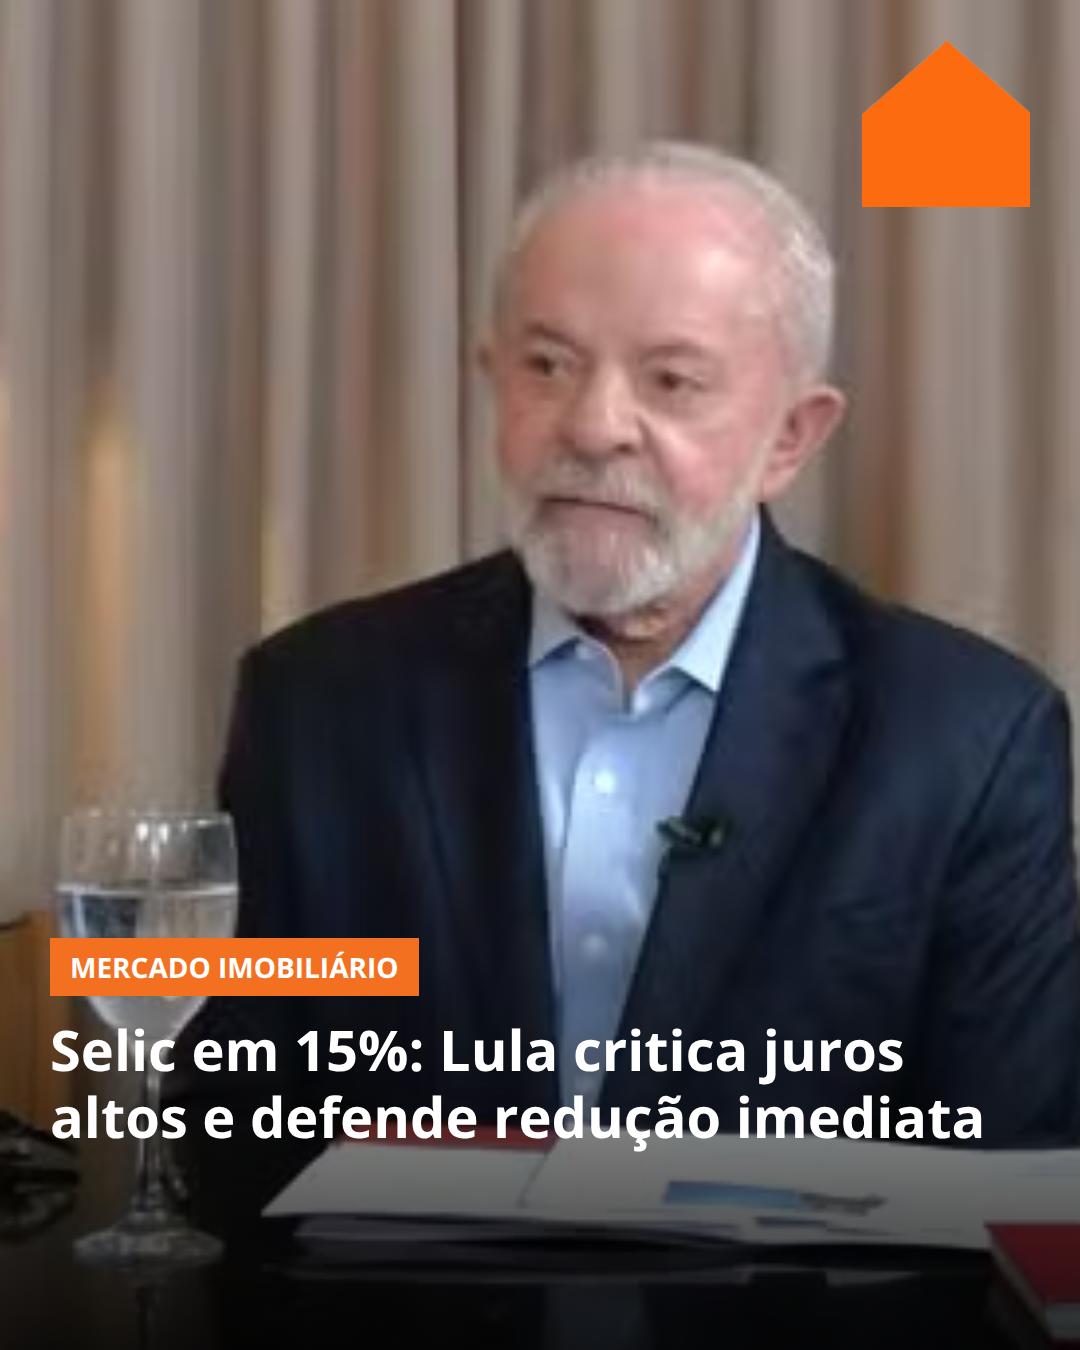 MERCADO IMOBILIÁRIO
Selic em 15%: Lula critica juros
altos e defende redução imediata